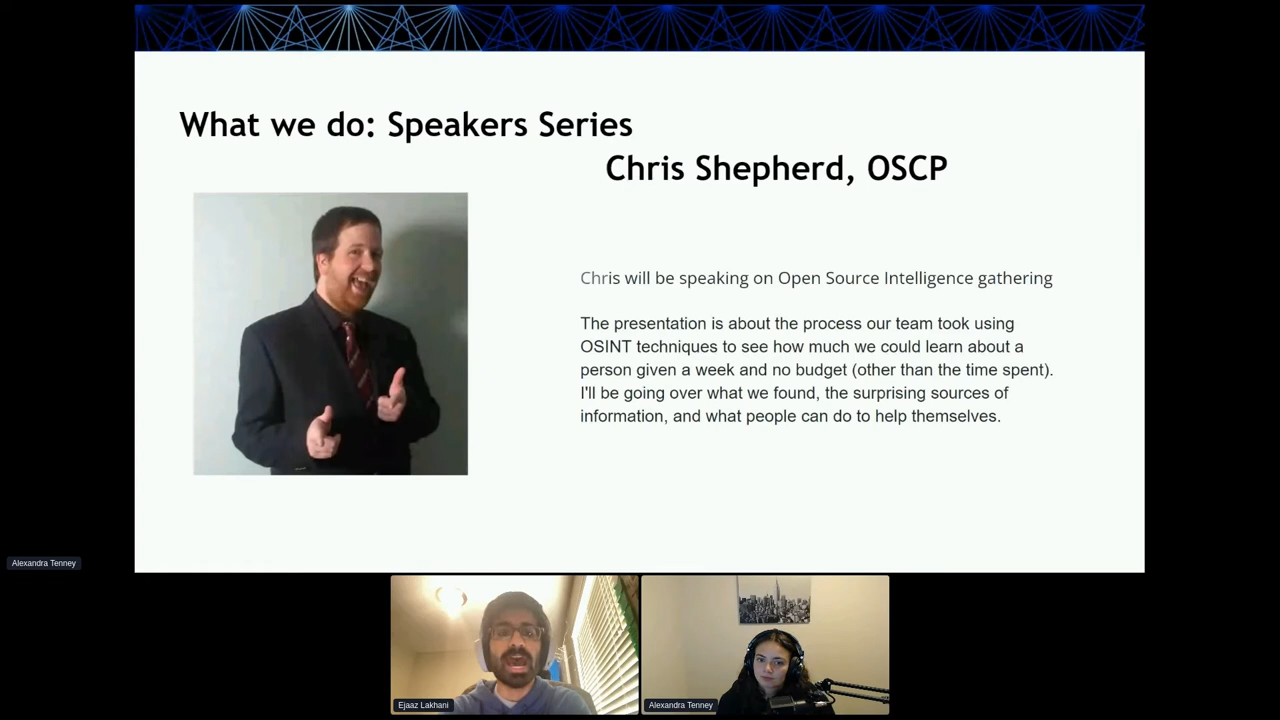 What we do: Speakers Series
Chris Shepherd, OSCP
Chris will be speaking on Open Source Intelligence gathering
The presentation is about the process our team took using
OSINT techniques to see how much we could learn about a
person given a week and no budget (other than the time spent).
I'll be going over what we found, the surprising sources of
information, and what people can do to help themselves.
Alexandra Tenney
Ejaaz Lakhani
Alexandra Tenney